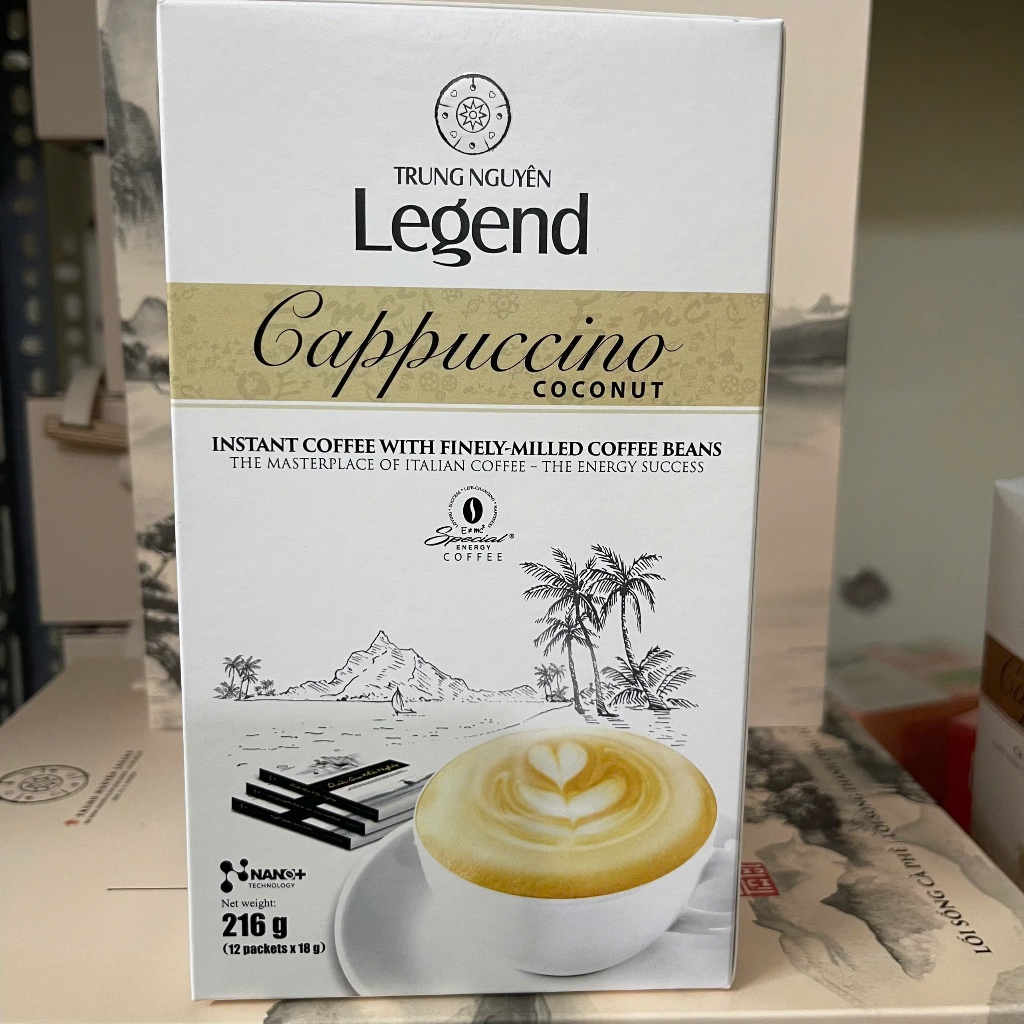 TRUNG NGUYÊN
Legend
Cappuccino
COCONUT
INSTANT COFFEE WITH FINELY-MILLED COFFEE BEANS
THE MASTERPLACE OF ITALIAN COFFEE – THE ENERGY SUCCESS
E≠mc²
Special®
ENERGY
COFFEE
NANO+
TECHNOLOGY
Net weight:
216 g
(12 packets x 18 g)
LỐI SỐNG CÀ PHÊ